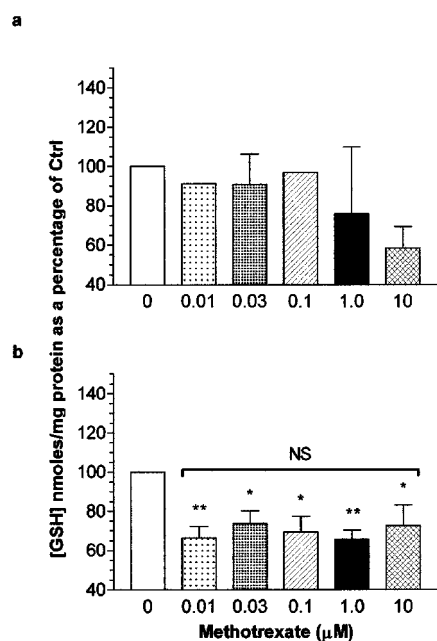 a
[GSH] nmoles/mg protein as a percentage of Ctrl
140
120
100
80
60
40
0 0.01 0.03 0.1 1.0 10
b
NS
140
120
100
80
60
40
** * * ** *
0 0.01 0.03 0.1 1.0 10
Methotrexate (μM)